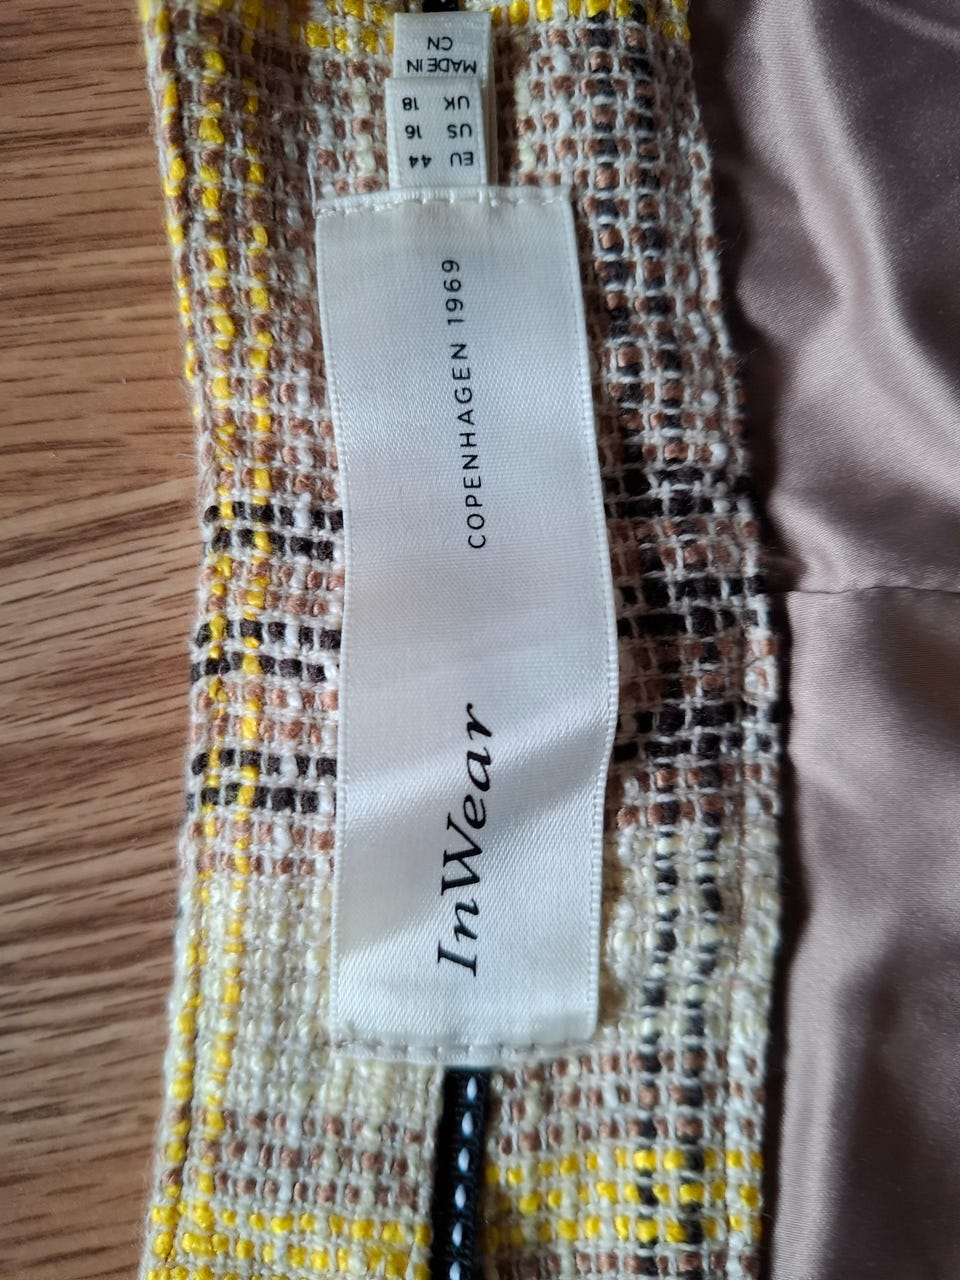 InWear
COPENHAGEN 1969
EU 44
US 16
UK 18
MADE IN
CN